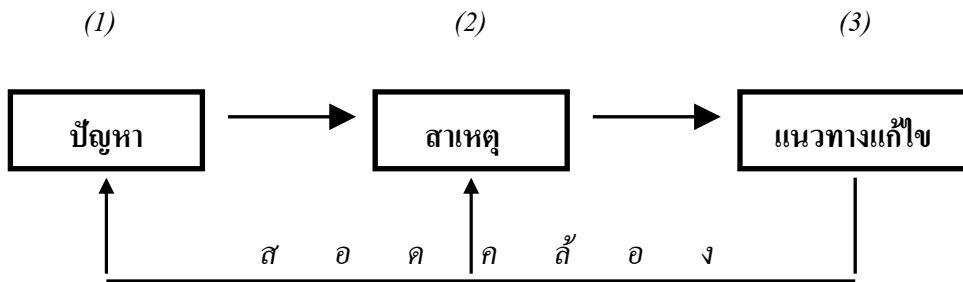 (1) (2) (3)
ปัญหา สาเหตุ แนวทางแก้ไข
ส อ ด ค ล้ อ ง